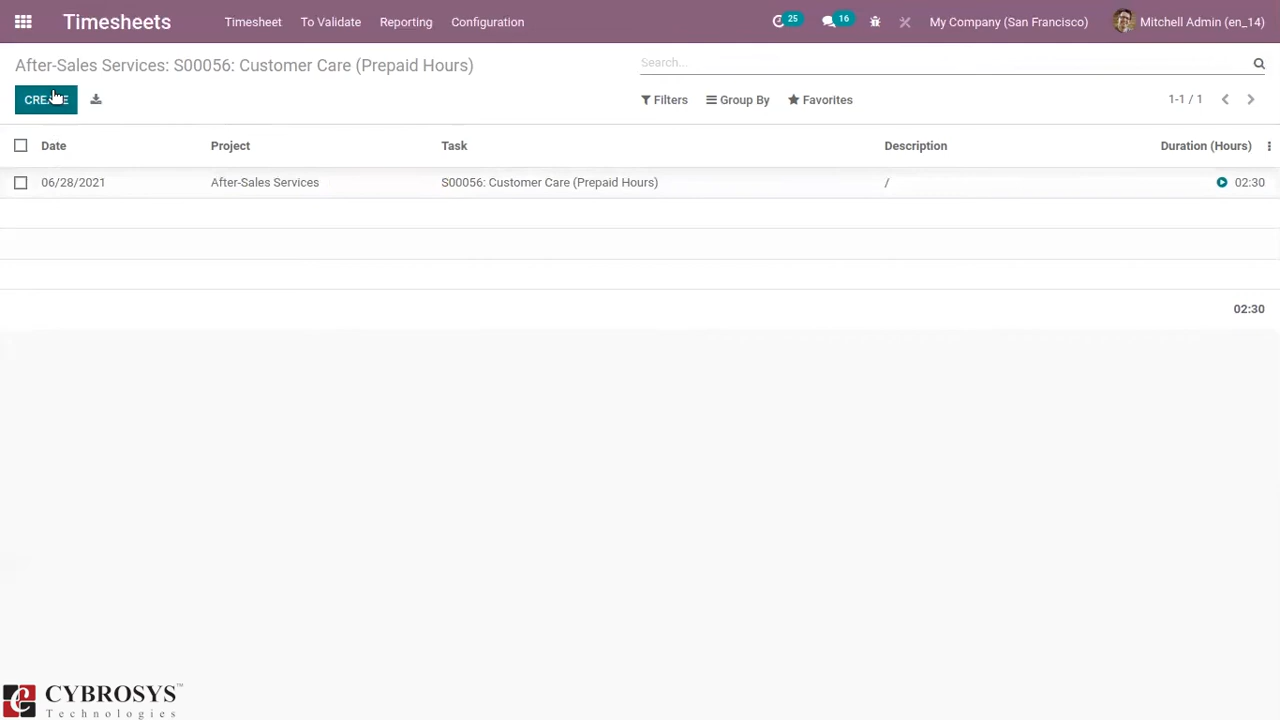 Timesheets Timesheet To Validate Reporting Configuration 25 16 My Company (San Francisco) Mitchell Admin (en_14)
After-Sales Services: S00056: Customer Care (Prepaid Hours) Search...
CREATE Filters Group By Favorites 1-1 / 1
Date Project Task Description Duration (Hours)
06/28/2021 After-Sales Services S00056: Customer Care (Prepaid Hours) / 02:30
02:30
CYBROSYS™
Technologies